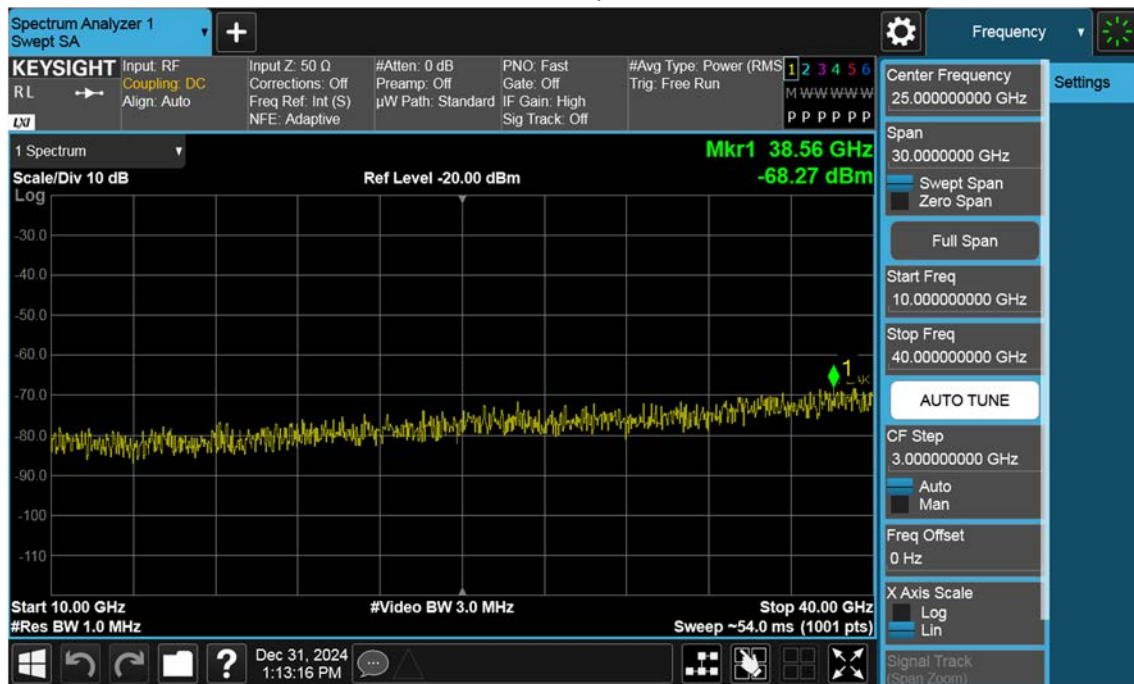 Spectrum Analyzer 1
Swept SA
Frequency
KEYSIGHT
RL
LXI
Input: RF
Coupling: DC
Align: Auto
Input Z: 50 Ω
Corrections: Off
Freq Ref: Int (S)
NFE: Adaptive
#Atten: 0 dB
Preamp: Off
µW Path: Standard
PNO: Fast
Gate: Off
IF Gain: High
Sig Track: Off
#Avg Type: Power (RMS
Trig: Free Run
1 2 3 4 5 6
M W W W W W
P P P P P P
1 Spectrum
Scale/Div 10 dB
Ref Level -20.00 dBm
Mkr1 38.56 GHz
-68.27 dBm
Log
-30.0
-40.0
-50.0
-60.0
-70.0
-80.0
-90.0
-100
-110
1
Start 10.00 GHz
#Video BW 3.0 MHz
Stop 40.00 GHz
#Res BW 1.0 MHz
Sweep ~54.0 ms (1001 pts)
Dec 31, 2024
1:13:16 PM
Center Frequency
25.000000000 GHz
Span
30.0000000 GHz
Swept Span
Zero Span
Full Span
Start Freq
10.000000000 GHz
Stop Freq
40.000000000 GHz
AUTO TUNE
CF Step
3.000000000 GHz
Auto
Man
Freq Offset
0 Hz
X Axis Scale
Log
Lin
Signal Track
(Span Zoom)
Settings